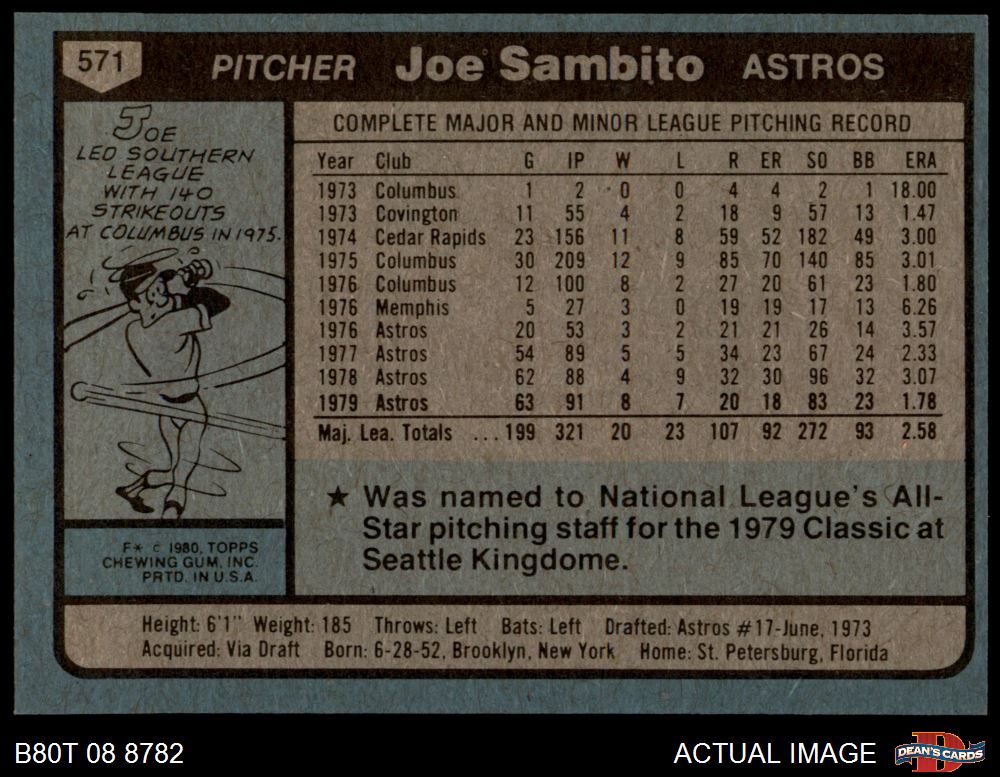 571 PITCHER Joe Sambito ASTROS
JOE
LED SOUTHERN
LEAGUE
WITH 140
STRIKEOUTS
AT COLUMBUS IN 1975.
COMPLETE MAJOR AND MINOR LEAGUE PITCHING RECORD
Year Club G IP W L R ER SO BB ERA
1973 Columbus 1 2 0 0 4 4 2 1 18.00
1973 Covington 11 55 4 2 18 9 57 13 1.47
1974 Cedar Rapids 23 156 11 8 59 52 182 49 3.00
1975 Columbus 30 209 12 9 85 70 140 85 3.01
1976 Columbus 12 100 8 2 27 20 61 23 1.80
1976 Memphis 5 27 3 0 19 19 17 13 6.26
1976 Astros 20 53 3 2 21 21 26 14 3.57
1977 Astros 54 89 5 5 34 23 67 24 2.33
1978 Astros 62 88 4 9 32 30 96 32 3.07
1979 Astros 63 91 8 7 20 18 83 23 1.78
Maj. Lea. Totals ...199 321 20 23 107 92 272 93 2.58
★ Was named to National League's All-
Star pitching staff for the 1979 Classic at
Seattle Kingdome.
F* © 1980, TOPPS
CHEWING GUM, INC.
PRTD. IN U.S.A.
Height: 6'1" Weight: 185 Throws: Left Bats: Left Drafted: Astros #17-June, 1973
Acquired: Via Draft Born: 6-28-52, Brooklyn, New York Home: St. Petersburg, Florida
B80T 08 8782 ACTUAL IMAGE DEAN'S CARDS